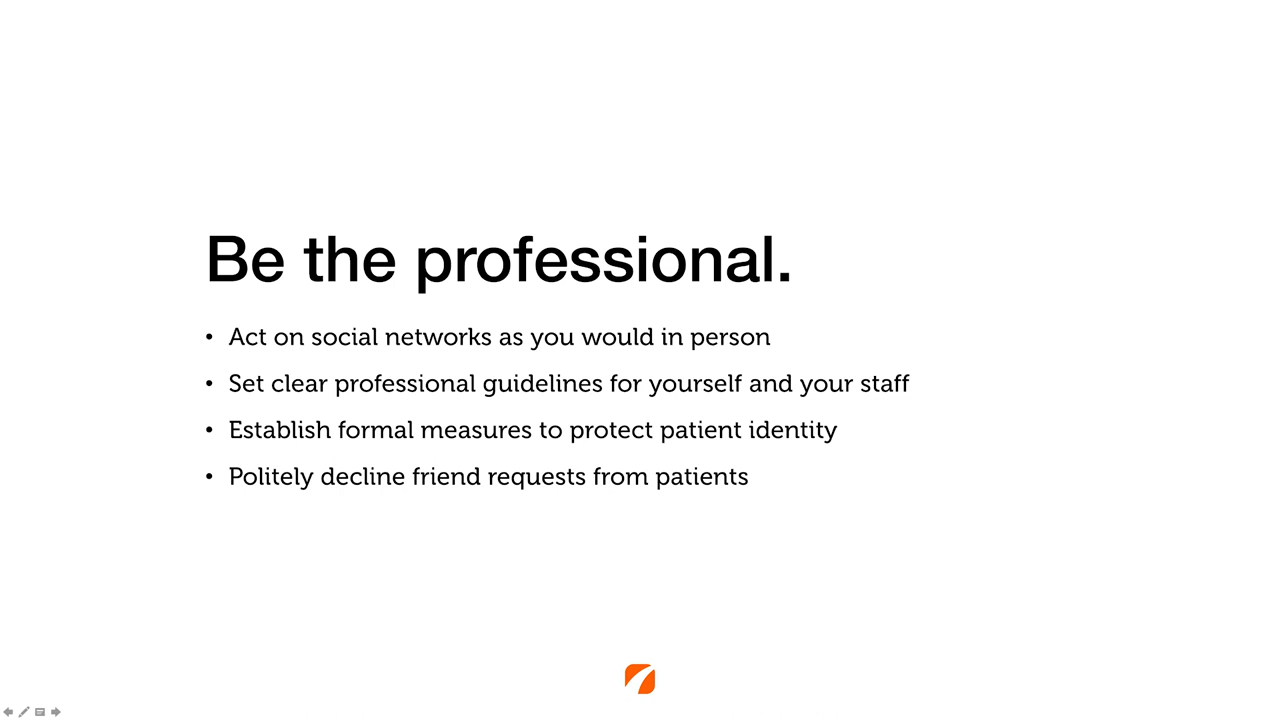 Be the professional.
• Act on social networks as you would in person
• Set clear professional guidelines for yourself and your staff
• Establish formal measures to protect patient identity
• Politely decline friend requests from patients